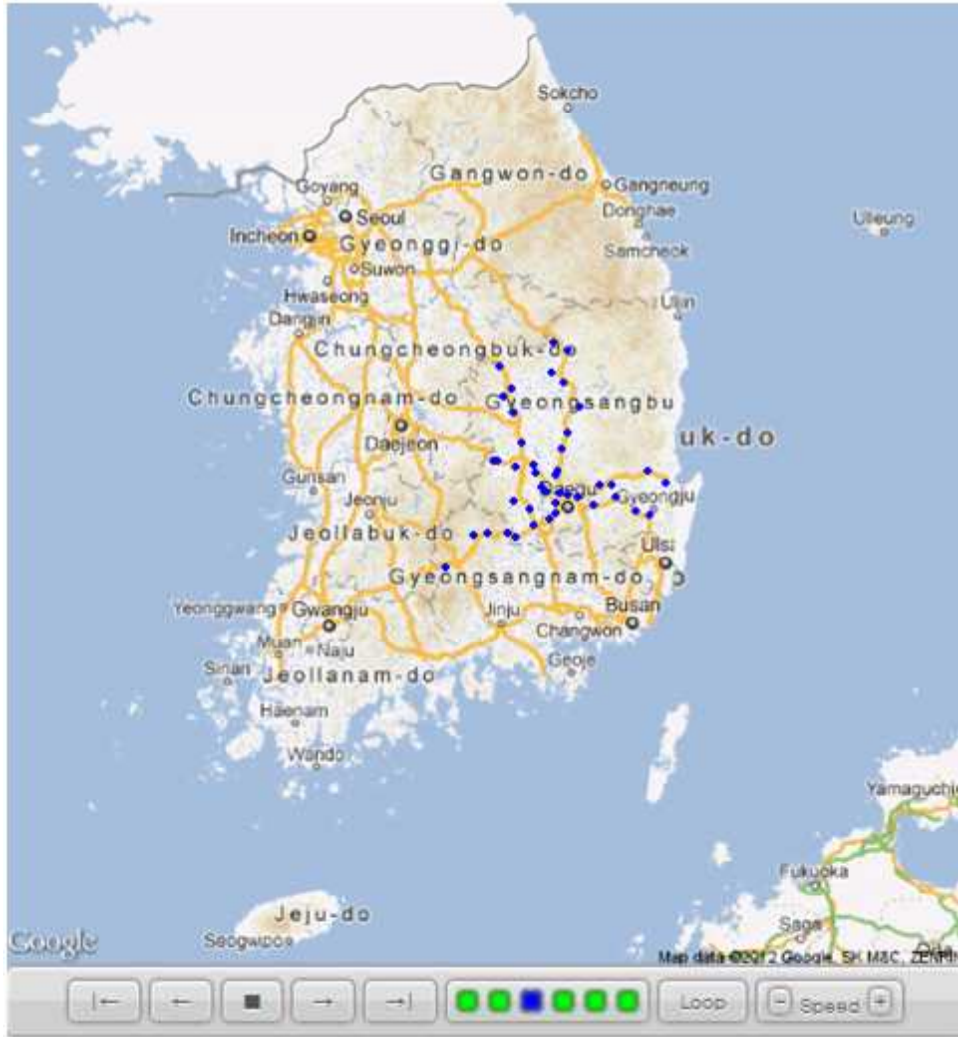 Sokcho
Gangwon-do
Gangneung
Goyang
Seoul
Donghae
Ulleung
Incheon
Gyeonggi-do
Samcheok
Suwon
Hwaseong
Uljin
Dangjin
Chungcheongbuk-do
Chungcheongnam-do
Gyeongsangbu
uk-do
Daejeon
Gunsan
Daegu
Gyeongju
Jeonju
Jeollabuk-do
Ulsa
Gyeongsangnam-do
Yeonggwang
Gwangju
Jinju
Busan
Changwon
Muan
Naju
Geoje
Sinan
Jeollanam-do
Haenam
Wando
Yamaguchi
Fukuoka
Jeju-do
Saga
Google
Seogwipo
Map data ©2012 Google, SK M&C, ZENRIN
|← ← ■ → →| Loop - Speed +